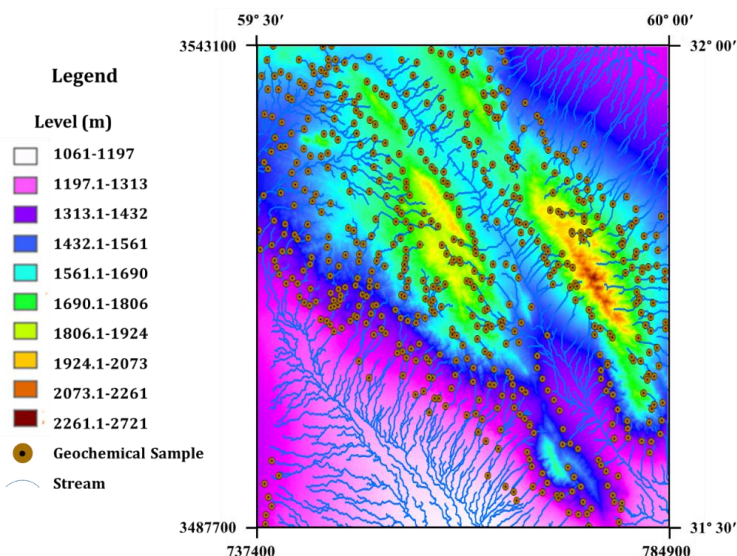 59° 30′ 60° 00′
3543100 32° 00′
Legend
Level (m)
1061-1197
1197.1-1313
1313.1-1432
1432.1-1561
1561.1-1690
1690.1-1806
1806.1-1924
1924.1-2073
2073.1-2261
2261.1-2721
Geochemical Sample
Stream
3487700 31° 30′
737400 784900